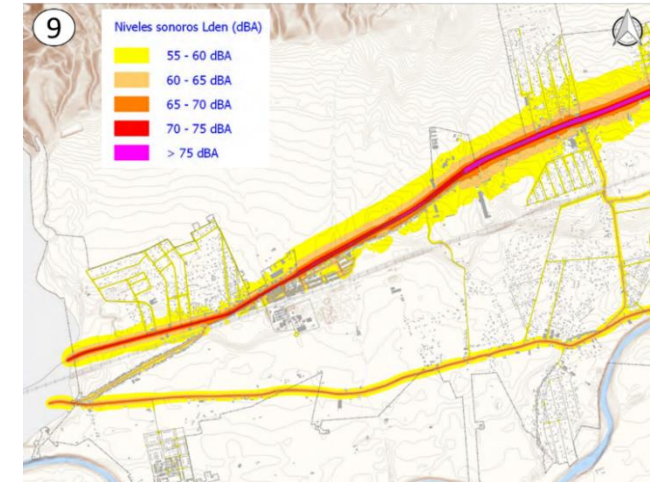 9
Niveles sonoros Lden (dBA)
55 - 60 dBA
60 - 65 dBA
65 - 70 dBA
70 - 75 dBA
> 75 dBA